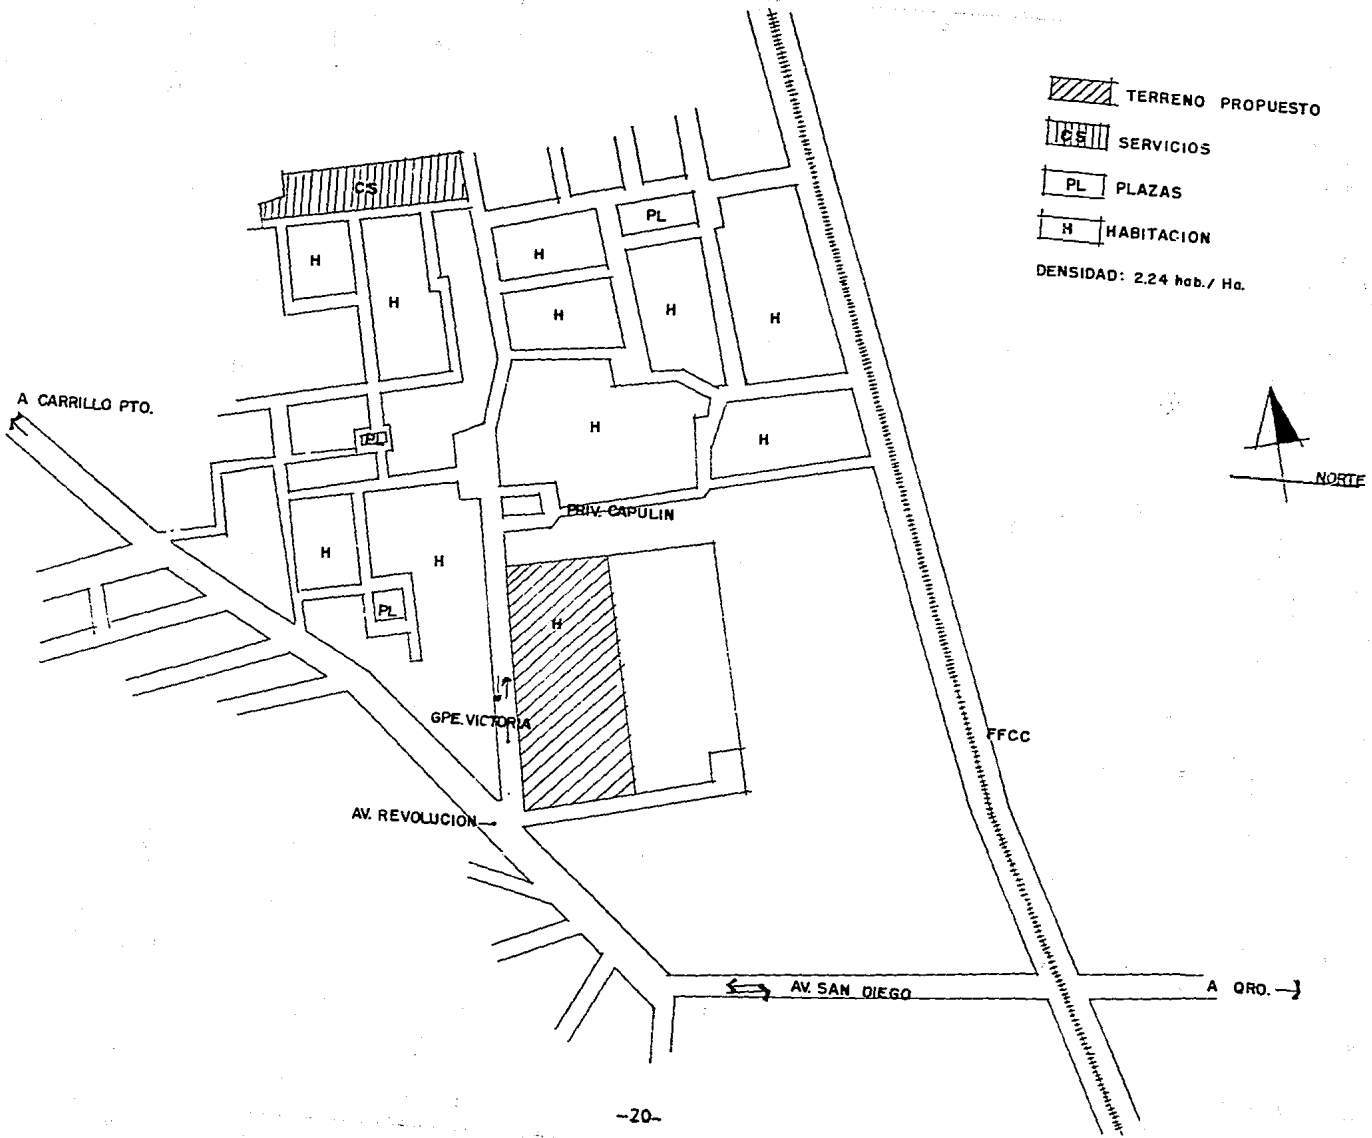 TERRENO PROPUESTO
CS SERVICIOS
PL PLAZAS
H HABITACION
DENSIDAD: 2.24 hab./ Ha.
CS
PL
H
H
H
H
H
H
H
A CARRILLO PTO.
NORTE
PL
H
H
PRIV. CAPULIN
H
H
PL
H
GPE. VICTORIA
FFCC
AV. REVOLUCION
AV. SAN DIEGO
A QRO.
-20-